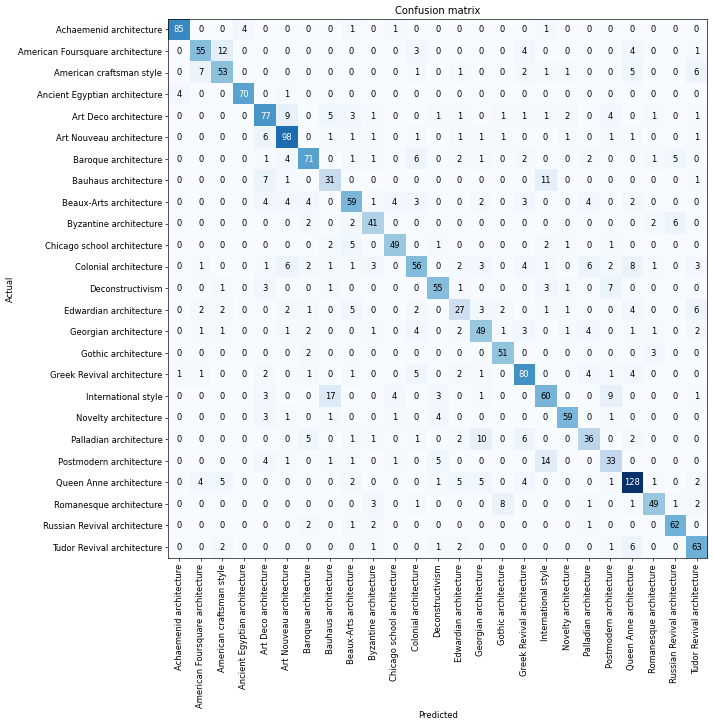 Confusion matrix
Actual
Achaemenid architecture 85 0 0 4 0 0 0 0 1 0 1 0 0 0 0 0 0 1 0 0 0 0 0 0 0
American Foursquare architecture 0 55 12 0 0 0 0 0 0 0 0 3 0 0 0 0 4 0 0 0 0 4 0 0 1
American craftsman style 0 7 53 0 0 0 0 0 0 0 0 1 0 1 0 0 2 1 1 0 0 5 0 0 6
Ancient Egyptian architecture 4 0 0 70 0 1 0 0 0 0 0 0 0 0 0 0 0 0 0 0 0 0 0 0 0
Art Deco architecture 0 0 0 0 77 9 0 5 3 1 0 0 1 1 0 1 1 1 2 0 4 0 1 0 1
Art Nouveau architecture 0 0 0 0 6 98 0 1 1 1 0 1 0 1 1 1 0 0 1 0 1 1 0 0 1
Baroque architecture 0 0 0 0 1 4 71 0 1 1 0 6 0 2 1 0 2 0 0 2 0 0 1 5 0
Bauhaus architecture 0 0 0 0 7 1 0 31 0 0 0 0 0 0 0 0 0 11 0 0 0 0 0 0 1
Beaux-Arts architecture 0 0 0 0 4 4 4 0 59 1 4 3 0 0 2 0 3 0 0 4 0 2 0 0 0
Byzantine architecture 0 0 0 0 0 0 2 0 2 41 0 0 0 0 0 0 0 0 0 0 0 0 2 6 0
Chicago school architecture 0 0 0 0 0 0 0 2 5 0 49 0 1 0 0 0 0 2 1 0 1 0 0 0 0
Colonial architecture 0 1 0 0 1 6 2 1 1 3 0 56 0 2 3 0 4 1 0 6 2 8 1 0 3
Deconstructivism 0 0 1 0 3 0 0 1 0 0 0 0 55 1 0 0 0 3 1 0 7 0 0 0 0
Edwardian architecture 0 2 2 0 0 2 1 0 5 0 0 2 0 27 3 2 0 1 1 0 0 4 0 0 6
Georgian architecture 0 1 1 0 0 1 2 0 0 1 0 4 0 2 49 1 3 0 1 4 0 1 1 0 2
Gothic architecture 0 0 0 0 0 0 2 0 0 0 0 0 0 0 0 51 0 0 0 0 0 0 3 0 0
Greek Revival architecture 1 1 0 0 2 0 1 0 1 0 0 5 0 2 1 0 80 0 0 4 1 4 0 0 0
International style 0 0 0 0 3 0 0 17 0 0 4 0 3 0 1 0 0 60 0 0 9 0 0 0 1
Novelty architecture 0 0 0 0 3 1 0 1 0 0 1 0 4 0 0 0 0 0 59 0 1 0 0 0 0
Palladian architecture 0 0 0 0 0 0 5 0 1 1 0 1 0 2 10 0 6 0 0 36 0 2 0 0 0
Postmodern architecture 0 0 0 0 4 1 0 1 1 0 1 0 5 0 0 0 0 14 0 0 33 0 0 0 0
Queen Anne architecture 0 4 5 0 0 0 0 0 2 0 0 0 1 5 5 0 4 0 0 0 1 128 1 0 2
Romanesque architecture 0 0 0 0 0 0 0 0 0 3 0 1 0 0 0 8 0 0 0 1 0 1 49 1 2
Russian Revival architecture 0 0 0 0 0 0 2 0 1 2 0 0 0 0 0 0 0 0 0 1 0 0 0 62 0
Tudor Revival architecture 0 0 2 0 0 0 0 0 0 1 0 0 1 2 0 0 0 0 0 0 1 6 0 0 63
Achaemenid architecture
American Foursquare architecture
American craftsman style
Ancient Egyptian architecture
Art Deco architecture
Art Nouveau architecture
Baroque architecture
Bauhaus architecture
Beaux-Arts architecture
Byzantine architecture
Chicago school architecture
Colonial architecture
Deconstructivism
Edwardian architecture
Georgian architecture
Gothic architecture
Greek Revival architecture
International style
Novelty architecture
Palladian architecture
Postmodern architecture
Queen Anne architecture
Romanesque architecture
Russian Revival architecture
Tudor Revival architecture
Predicted